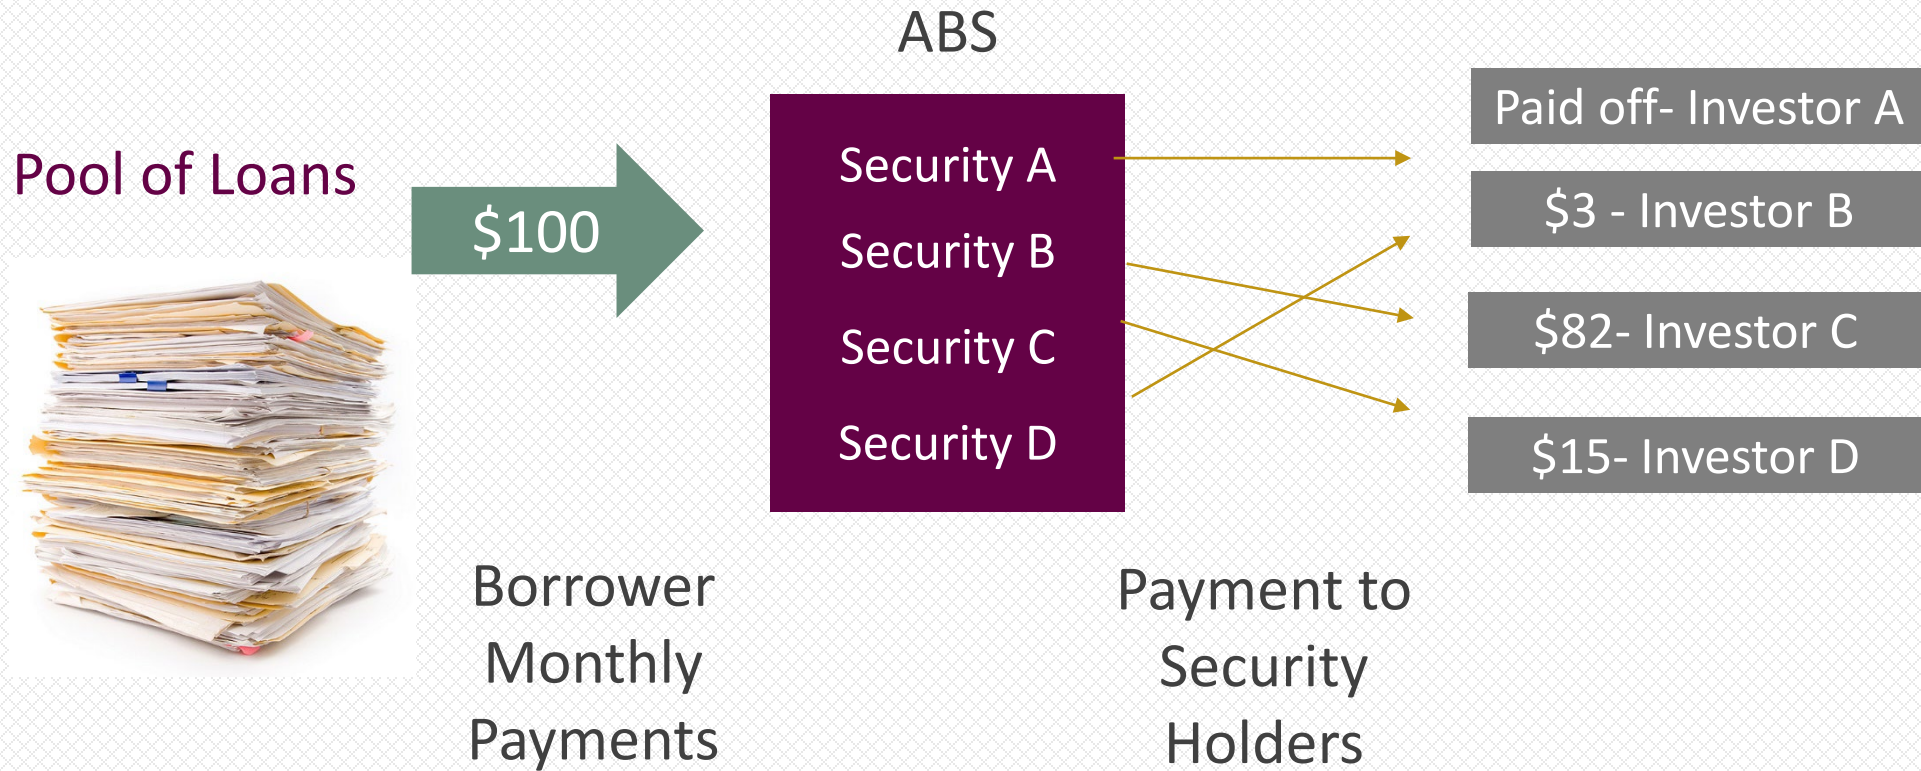 ABS
Pool of Loans
$100
Security A
Security B
Security C
Security D
Paid off- Investor A
$3 - Investor B
$82- Investor C
$15- Investor D
Borrower
Monthly
Payments
Payment to
Security
Holders